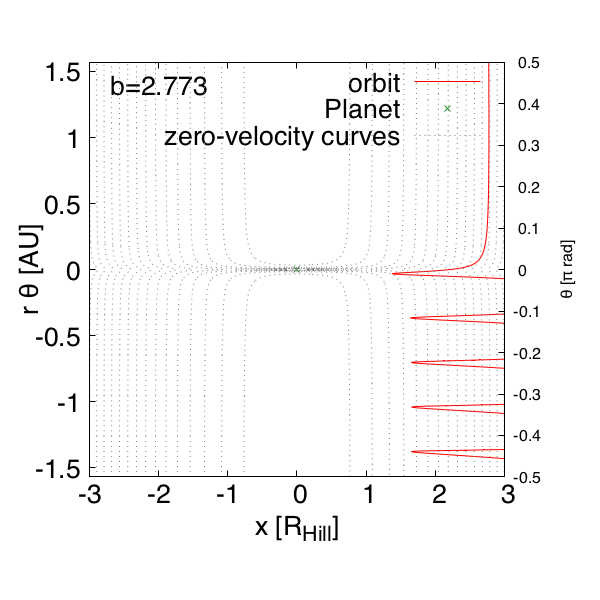 b=2.773
orbit
Planet
zero-velocity curves
1.5
1
0.5
0
-0.5
-1
-1.5
r θ [AU]
0.5
0.4
0.3
0.2
0.1
0
-0.1
-0.2
-0.3
-0.4
-0.5
θ [π rad]
-3 -2 -1 0 1 2 3
x [R_Hill]